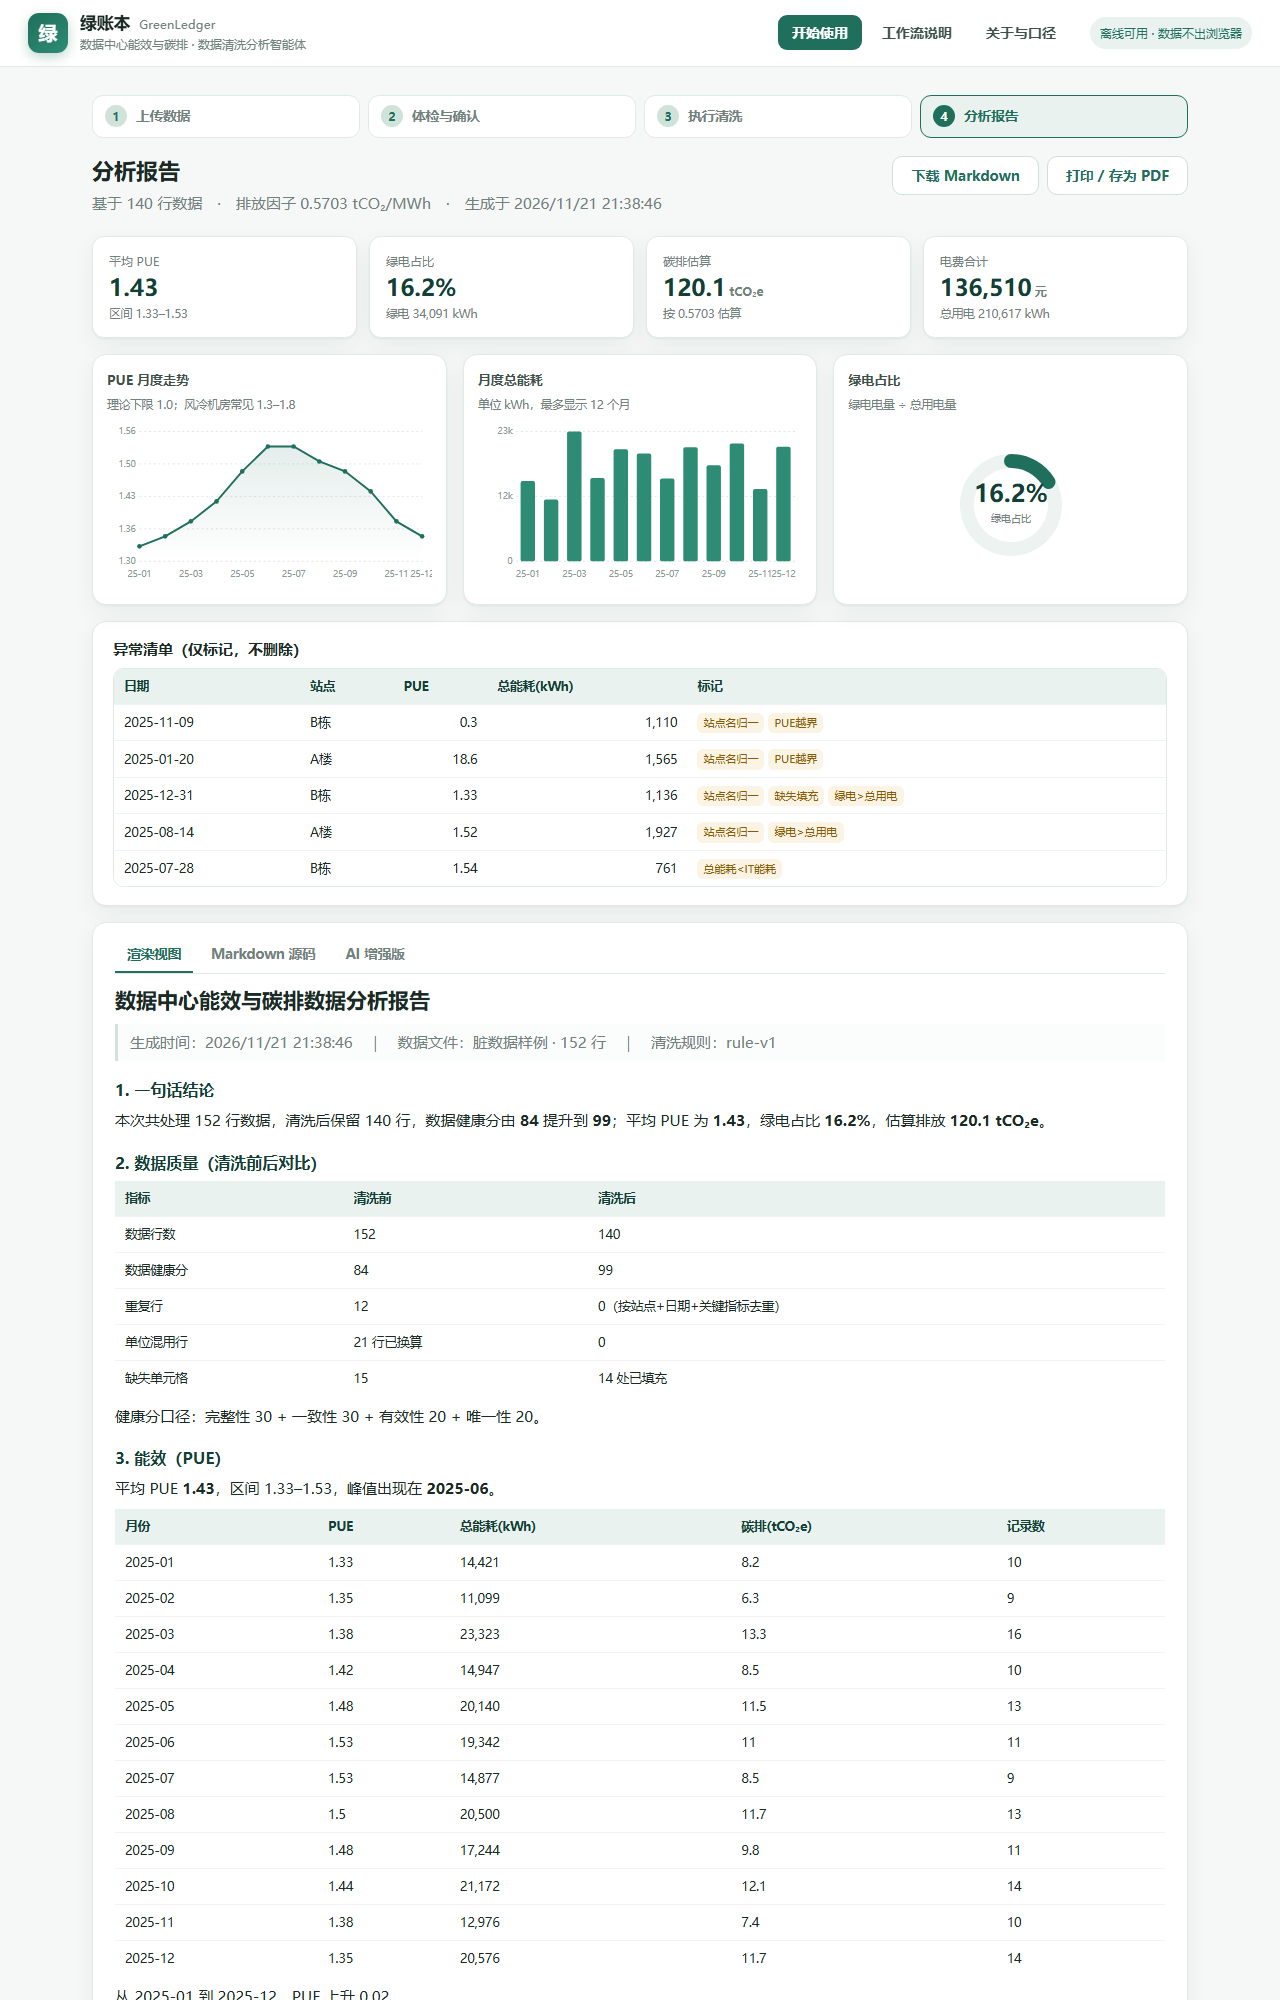 绿
绿账本 GreenLedger
数据中心能效与碳排 · 数据清洗分析智能体
开始使用
工作流说明
关于与口径
离线可用 · 数据不出浏览器
1 上传数据
2 体检与确认
3 执行清洗
4 分析报告
分析报告
基于 140 行数据 · 排放因子 0.5703 tCO₂/MWh · 生成于 2026/11/21 21:38:46
下载 Markdown
打印 / 存为 PDF
平均 PUE
1.43
区间 1.33–1.53
绿电占比
16.2%
绿电 34,091 kWh
碳排估算
120.1 tCO₂e
按 0.5703 估算
电费合计
136,510 元
总用电 210,617 kWh
PUE 月度走势
理论下限 1.0；风冷机房常见 1.3–1.8
1.56
1.50
1.43
1.36
1.30
25-01 25-03 25-05 25-07 25-09 25-11 25-12
月度总能耗
单位 kWh，最多显示 12 个月
23k
12k
0
25-01 25-03 25-05 25-07 25-09 25-11 25-12
绿电占比
绿电电量 ÷ 总用电量
16.2%
绿电占比
异常清单（仅标记，不删除）
日期 站点 PUE 总能耗(kWh) 标记
2025-11-09 B栋 0.3 1,110 站点名归一 PUE越界
2025-01-20 A楼 18.6 1,565 站点名归一 PUE越界
2025-12-31 B栋 1.33 1,136 站点名归一 缺失填充 绿电>总用电
2025-08-14 A楼 1.52 1,927 站点名归一 绿电>总用电
2025-07-28 B栋 1.54 761 总能耗<IT能耗
渲染视图 Markdown 源码 AI 增强版
数据中心能效与碳排数据分析报告
生成时间：2026/11/21 21:38:46 | 数据文件：脏数据样例 · 152 行 | 清洗规则：rule-v1
1. 一句话结论
本次共处理 152 行数据，清洗后保留 140 行，数据健康分由 84 提升到 99；平均 PUE 为 1.43，绿电占比 16.2%，估算排放 120.1 tCO₂e。
2. 数据质量（清洗前后对比）
指标 清洗前 清洗后
数据行数 152 140
数据健康分 84 99
重复行 12 0（按站点+日期+关键指标去重）
单位混用行 21 行已换算 0
缺失单元格 15 14 处已填充
健康分口径：完整性 30 + 一致性 30 + 有效性 20 + 唯一性 20。
3. 能效（PUE）
平均 PUE 1.43，区间 1.33–1.53，峰值出现在 2025-06。
月份 PUE 总能耗(kWh) 碳排(tCO₂e) 记录数
2025-01 1.33 14,421 8.2 10
2025-02 1.35 11,099 6.3 9
2025-03 1.38 23,323 13.3 16
2025-04 1.42 14,947 8.5 10
2025-05 1.48 20,140 11.5 13
2025-06 1.53 19,342 11 11
2025-07 1.53 14,877 8.5 9
2025-08 1.5 20,500 11.7 13
2025-09 1.48 17,244 9.8 11
2025-10 1.44 21,172 12.1 14
2025-11 1.38 12,976 7.4 10
2025-12 1.35 20,576 11.7 14
从 2025-01 到 2025-12，PUE 上升 0.02